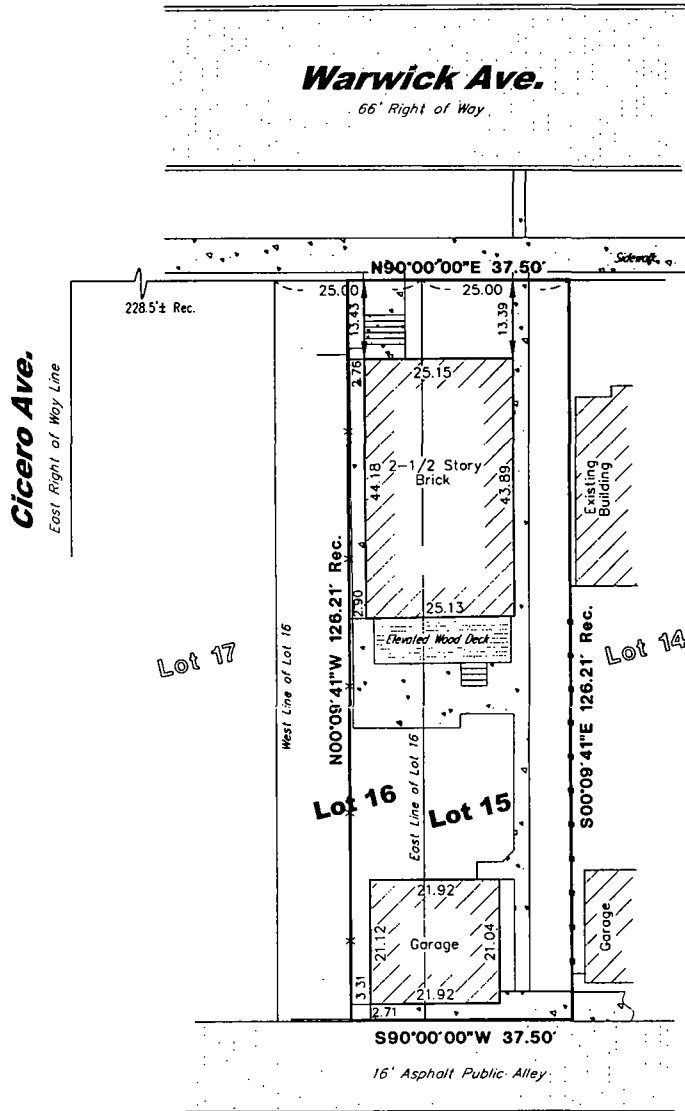 Warwick Ave.
66' Right of Way
Sidewalk
N90°00'00"E 37.50'
25.00
25.00
228.5'± Rec.
13.43
13.39
Cicero Ave.
East Right of Way Line
2.76
25.15
2-1/2 Story
Brick
44.18
43.89
Existing
Building
2.90
25.13
Elevated Wood Deck
Lot 17
West Line of Lot 16
N00°09'41"W 126.21' Rec.
S00°09'41"E 126.21' Rec.
Lot 14
Lot 16
East Line of Lot 16
Lot 15
21.92
21.12
Garage
21.04
Garage
3.31
21.92
2.71
S90°00'00"W 37.50'
16' Asphalt Public Alley